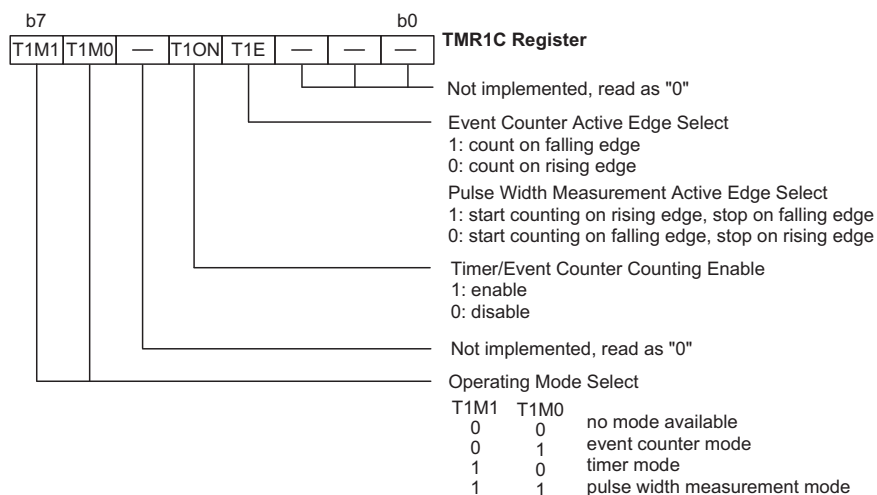 b7 b0
TMR1C Register
T1M1 T1M0 — T1ON T1E — — —
Not implemented, read as "0"
Event Counter Active Edge Select
1: count on falling edge
0: count on rising edge
Pulse Width Measurement Active Edge Select
1: start counting on rising edge, stop on falling edge
0: start counting on falling edge, stop on rising edge
Timer/Event Counter Counting Enable
1: enable
0: disable
Not implemented, read as "0"
Operating Mode Select
T1M1 T1M0
0 0 no mode available
0 1 event counter mode
1 0 timer mode
1 1 pulse width measurement mode